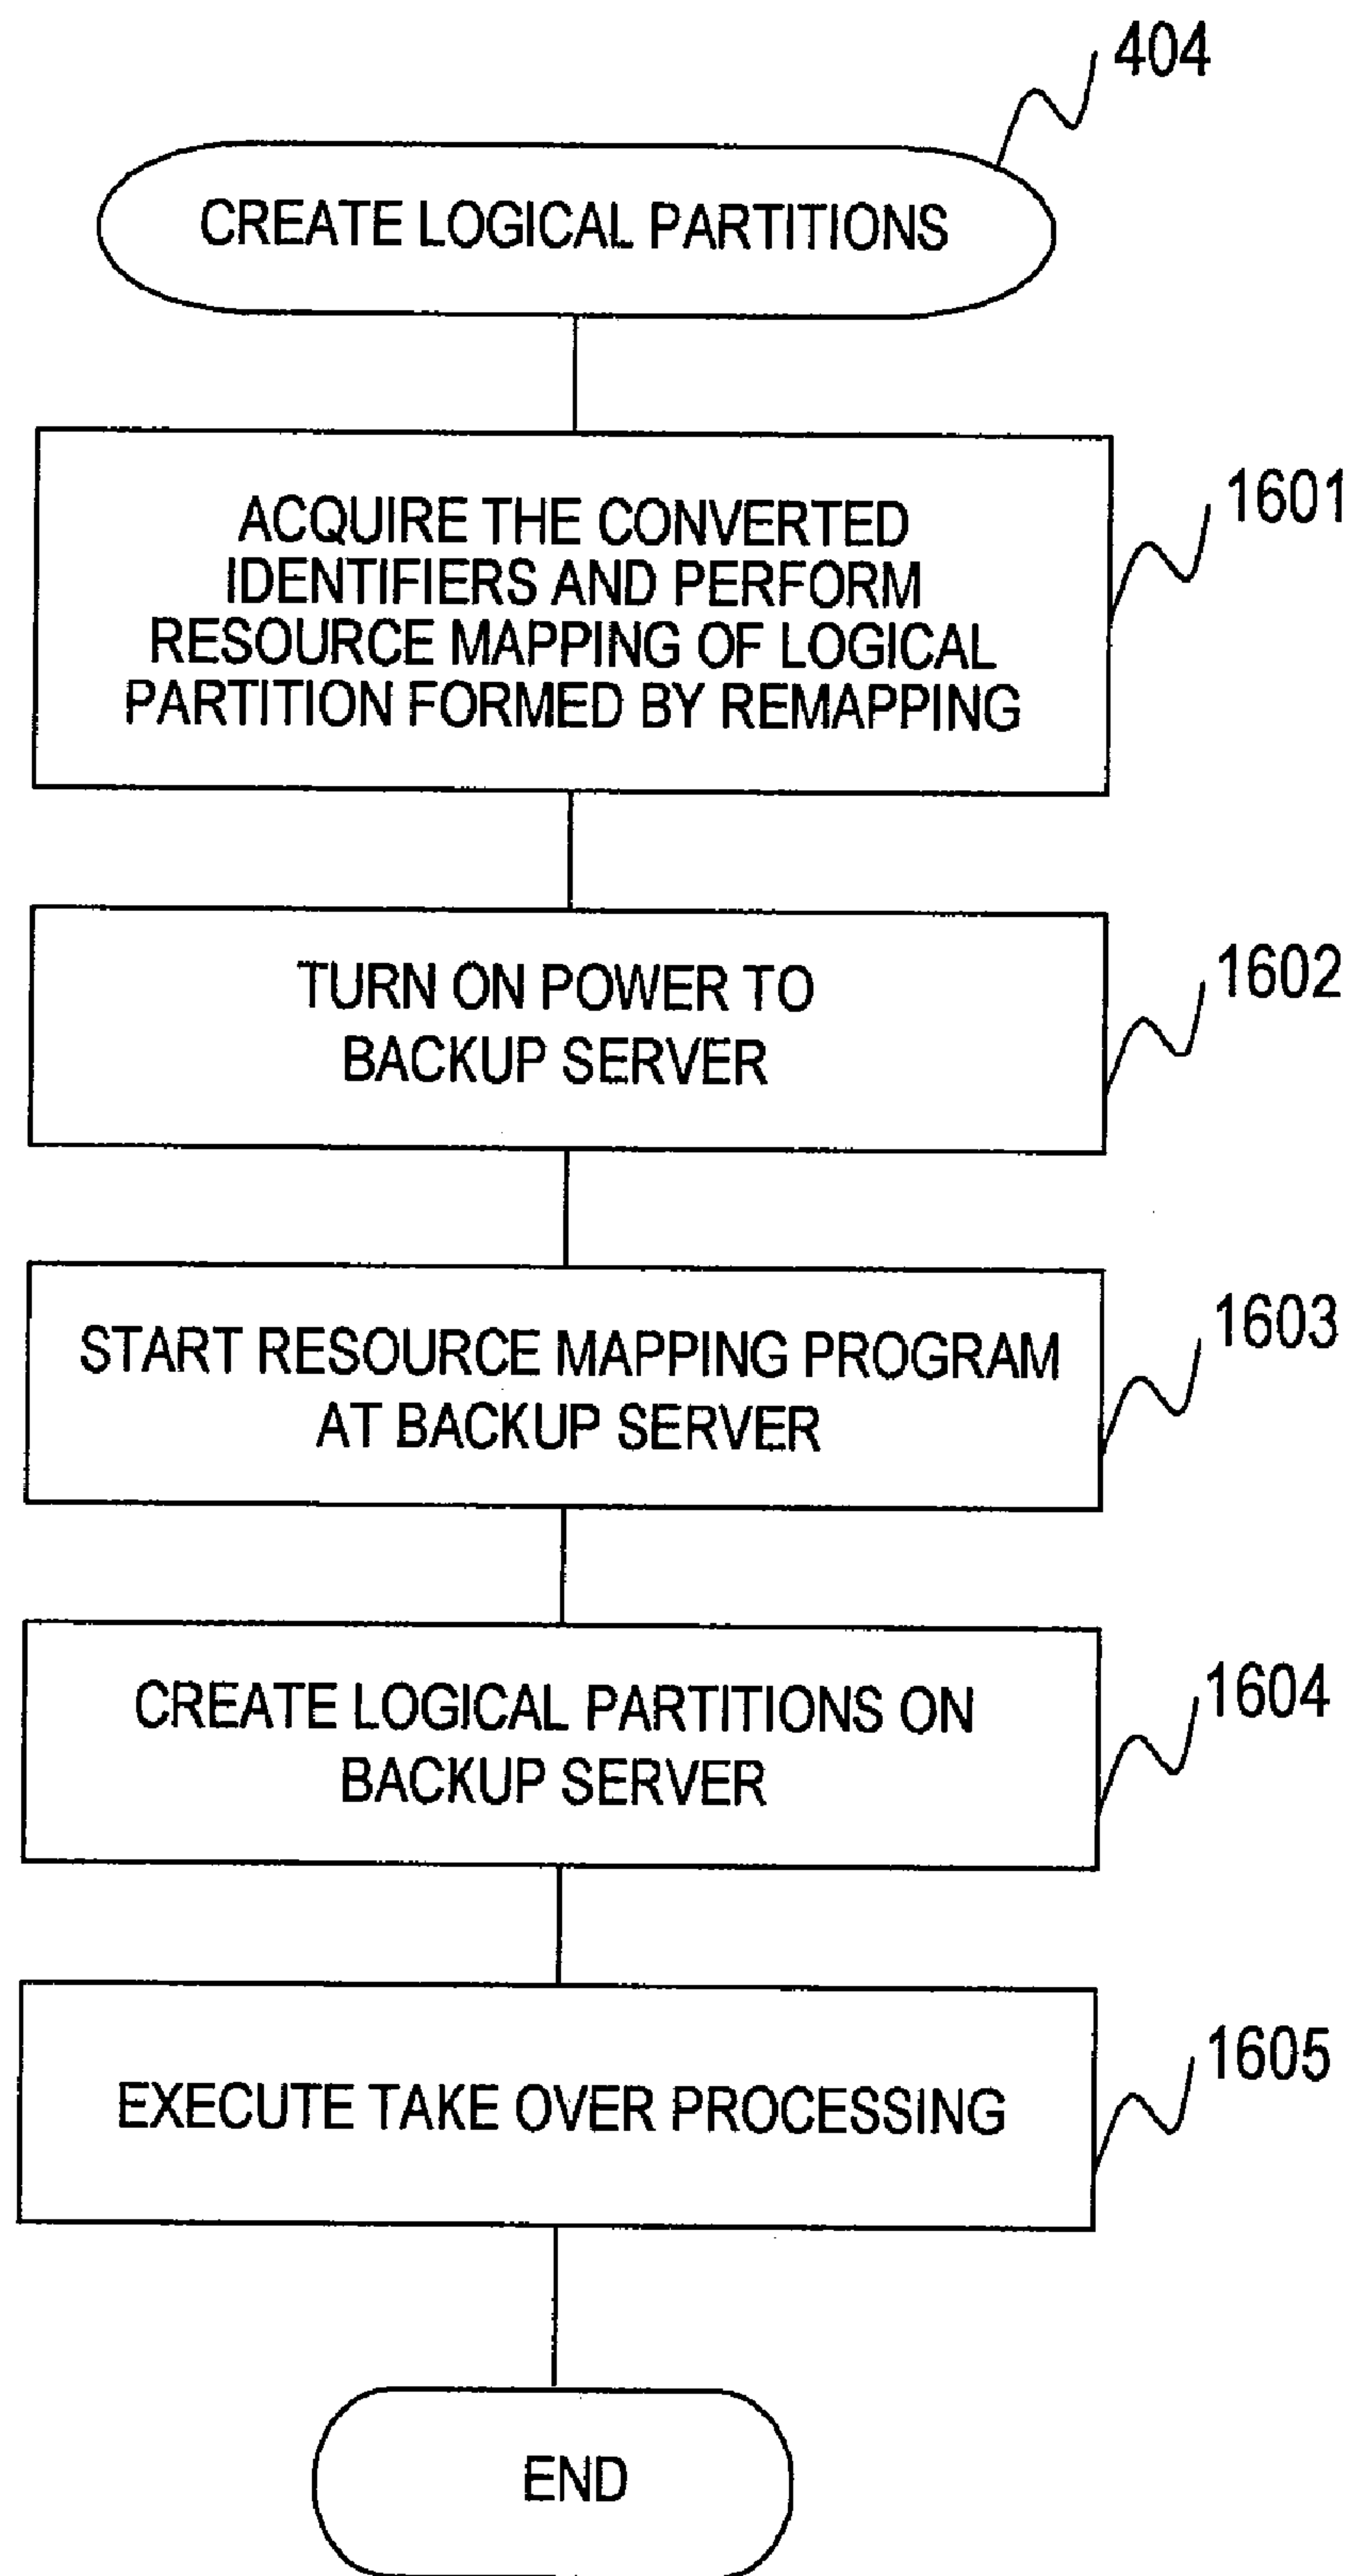 404
CREATE LOGICAL PARTITIONS
1601
ACQUIRE THE CONVERTED
IDENTIFIERS AND PERFORM
RESOURCE MAPPING OF LOGICAL
PARTITION FORMED BY REMAPPING
1602
TURN ON POWER TO
BACKUP SERVER
1603
START RESOURCE MAPPING PROGRAM
AT BACKUP SERVER
1604
CREATE LOGICAL PARTITIONS ON
BACKUP SERVER
1605
EXECUTE TAKE OVER PROCESSING
END